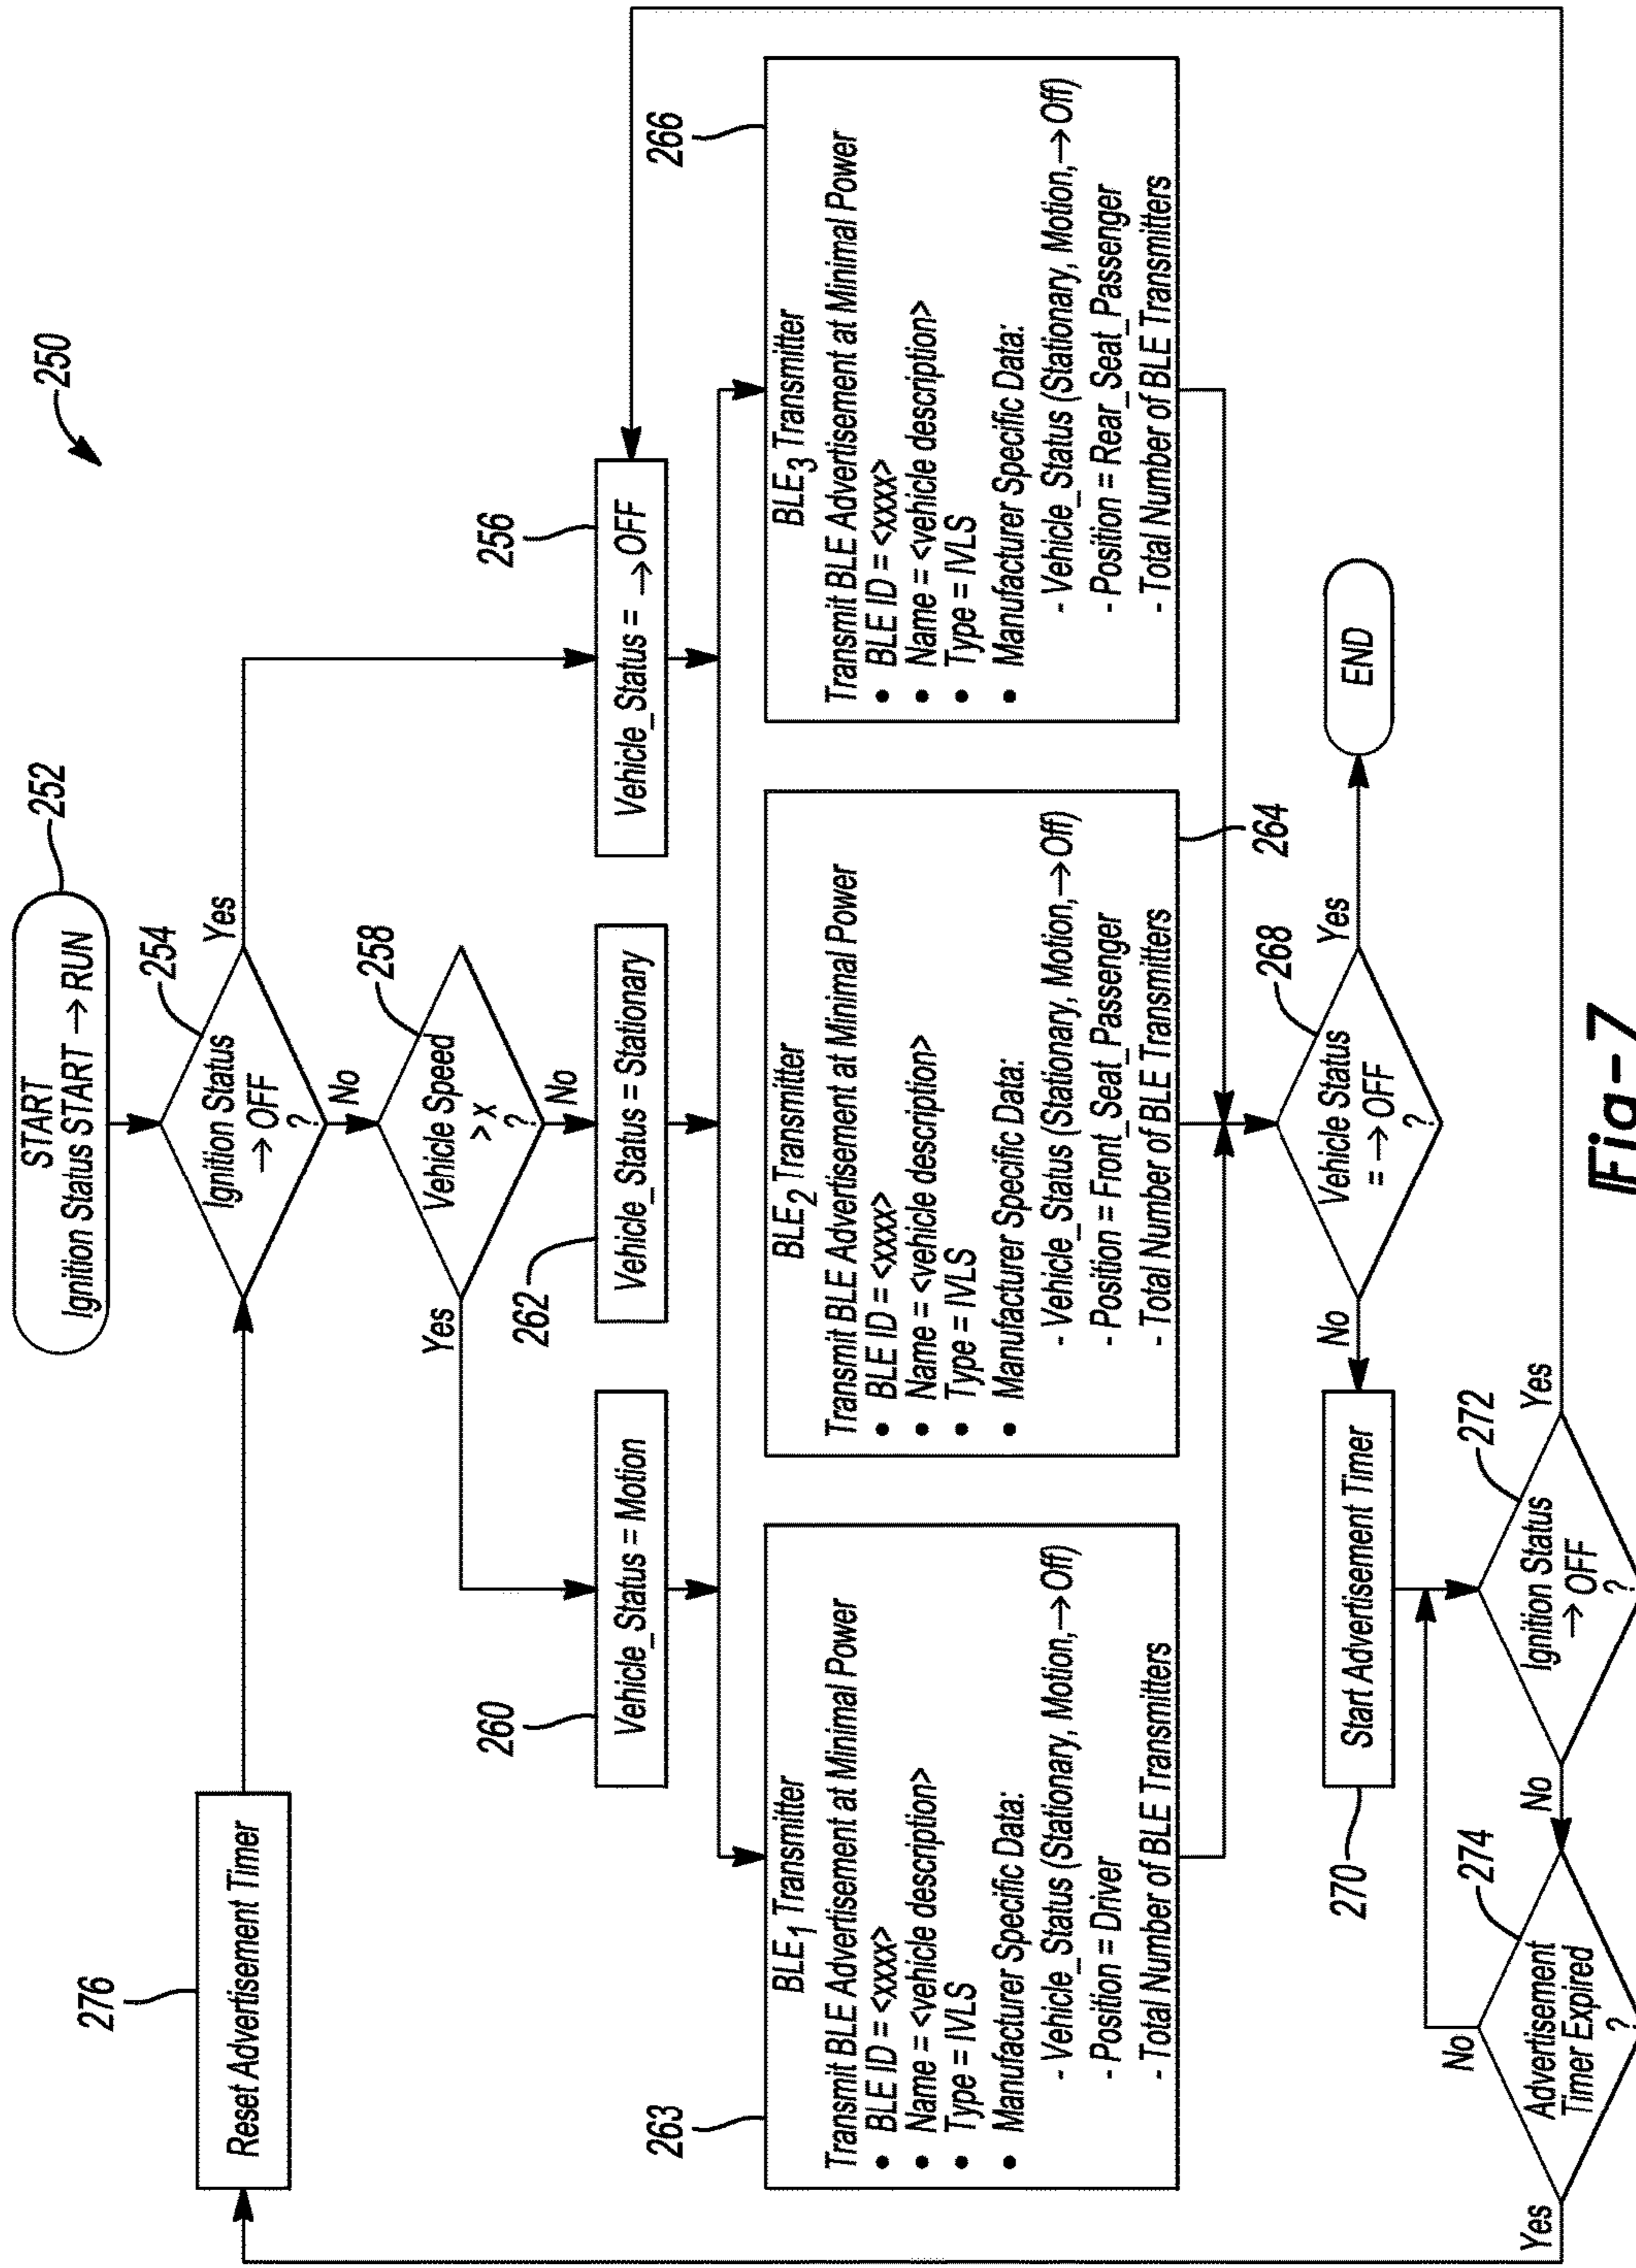 250
START
Ignition Status START → RUN
252
Ignition Status
→ OFF
?
254
Yes
No
276
Reset Advertisement Timer
Vehicle Speed
> x
?
258
Yes
No
260
Vehicle_Status = Motion
262
Vehicle_Status = Stationary
256
Vehicle_Status = → OFF
263
BLE1 Transmitter
Transmit BLE Advertisement at Minimal Power
• BLE ID = <xxxx>
• Name = <vehicle description>
• Type = IVLS
• Manufacturer Specific Data:
- Vehicle_Status (Stationary, Motion, → Off)
- Position = Driver
- Total Number of BLE Transmitters
BLE2 Transmitter
Transmit BLE Advertisement at Minimal Power
• BLE ID = <xxxx>
• Name = <vehicle description>
• Type = IVLS
• Manufacturer Specific Data:
- Vehicle_Status (Stationary, Motion, → Off)
- Position = Front_Seat_Passenger
- Total Number of BLE Transmitters
264
266
BLE3 Transmitter
Transmit BLE Advertisement at Minimal Power
• BLE ID = <xxxx>
• Name = <vehicle description>
• Type = IVLS
• Manufacturer Specific Data:
- Vehicle_Status (Stationary, Motion, → Off)
- Position = Rear_Seat_Passenger
- Total Number of BLE Transmitters
Vehicle Status
= → OFF
?
268
Yes
No
END
270
Start Advertisement Timer
Ignition Status
→ OFF
?
272
Yes
No
274
Advertisement
Timer Expired
?
No
Yes
Fig-7